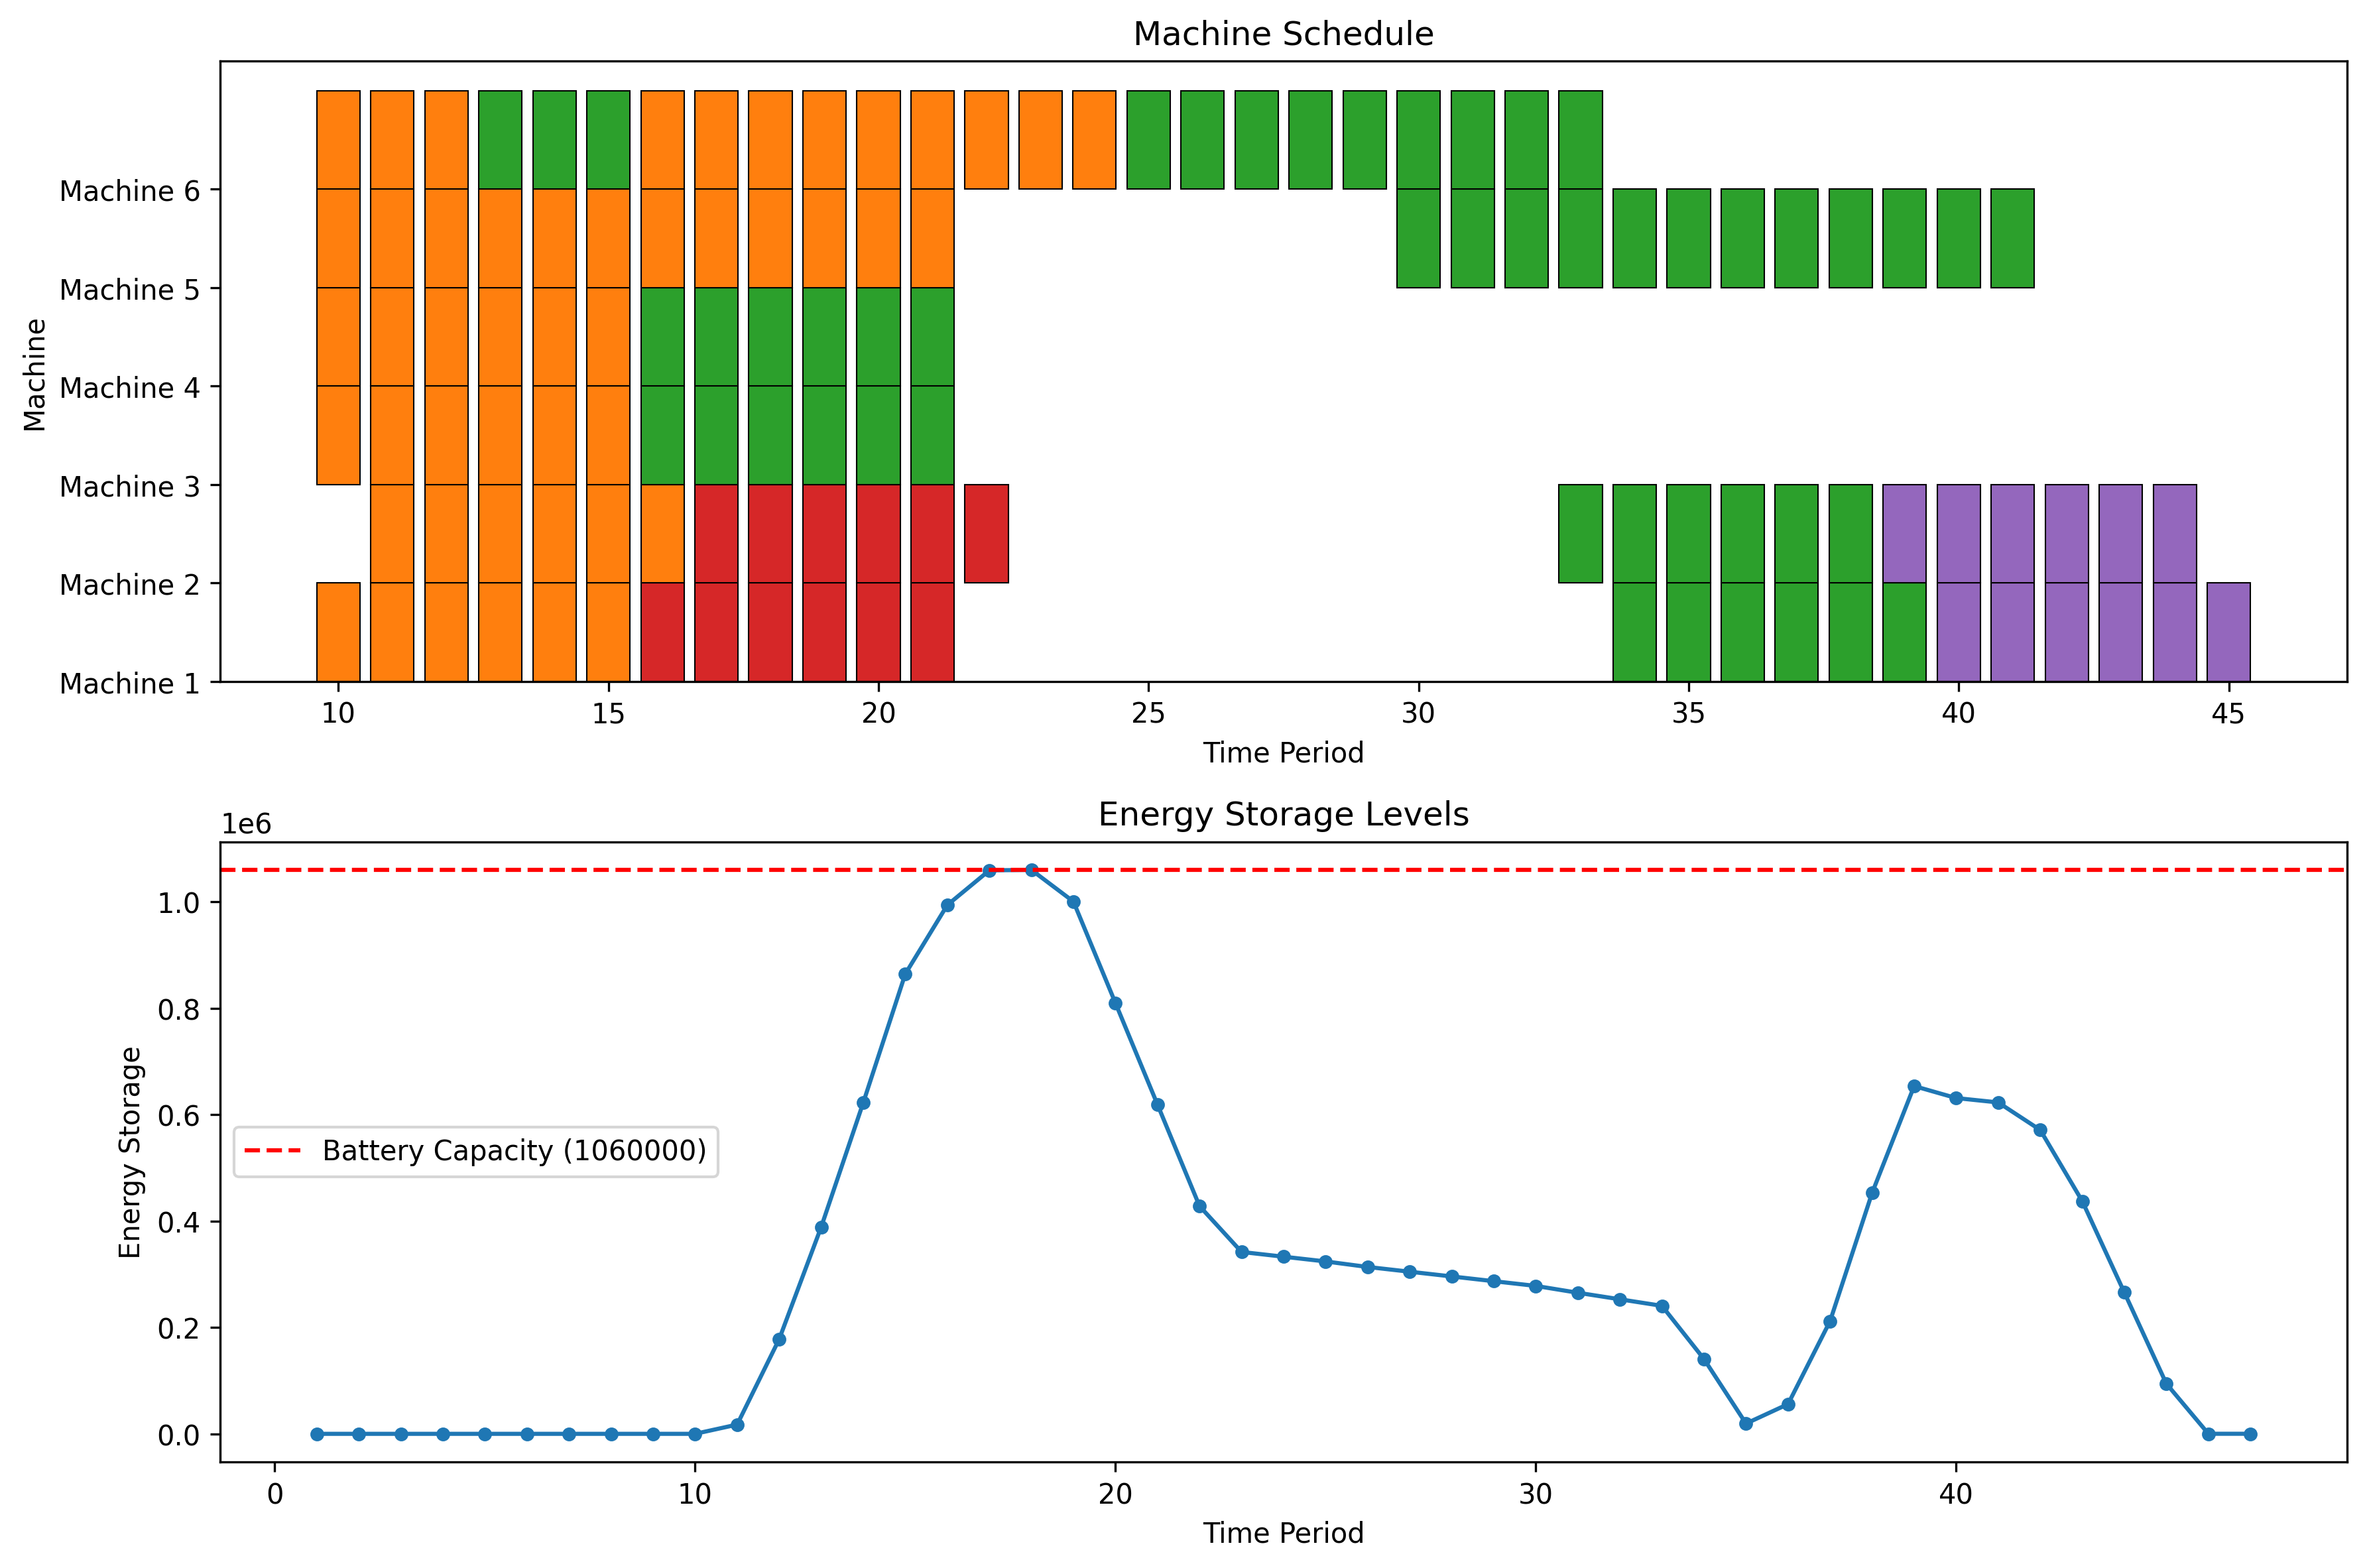 Machine Schedule
Machine
Machine 6
Machine 5
Machine 4
Machine 3
Machine 2
Machine 1
10 15 20 25 30 35 40 45
Time Period
Energy Storage Levels
1e6
Energy Storage
1.0
0.8
0.6
0.4
0.2
0.0
Battery Capacity (1060000)
0 10 20 30 40
Time Period